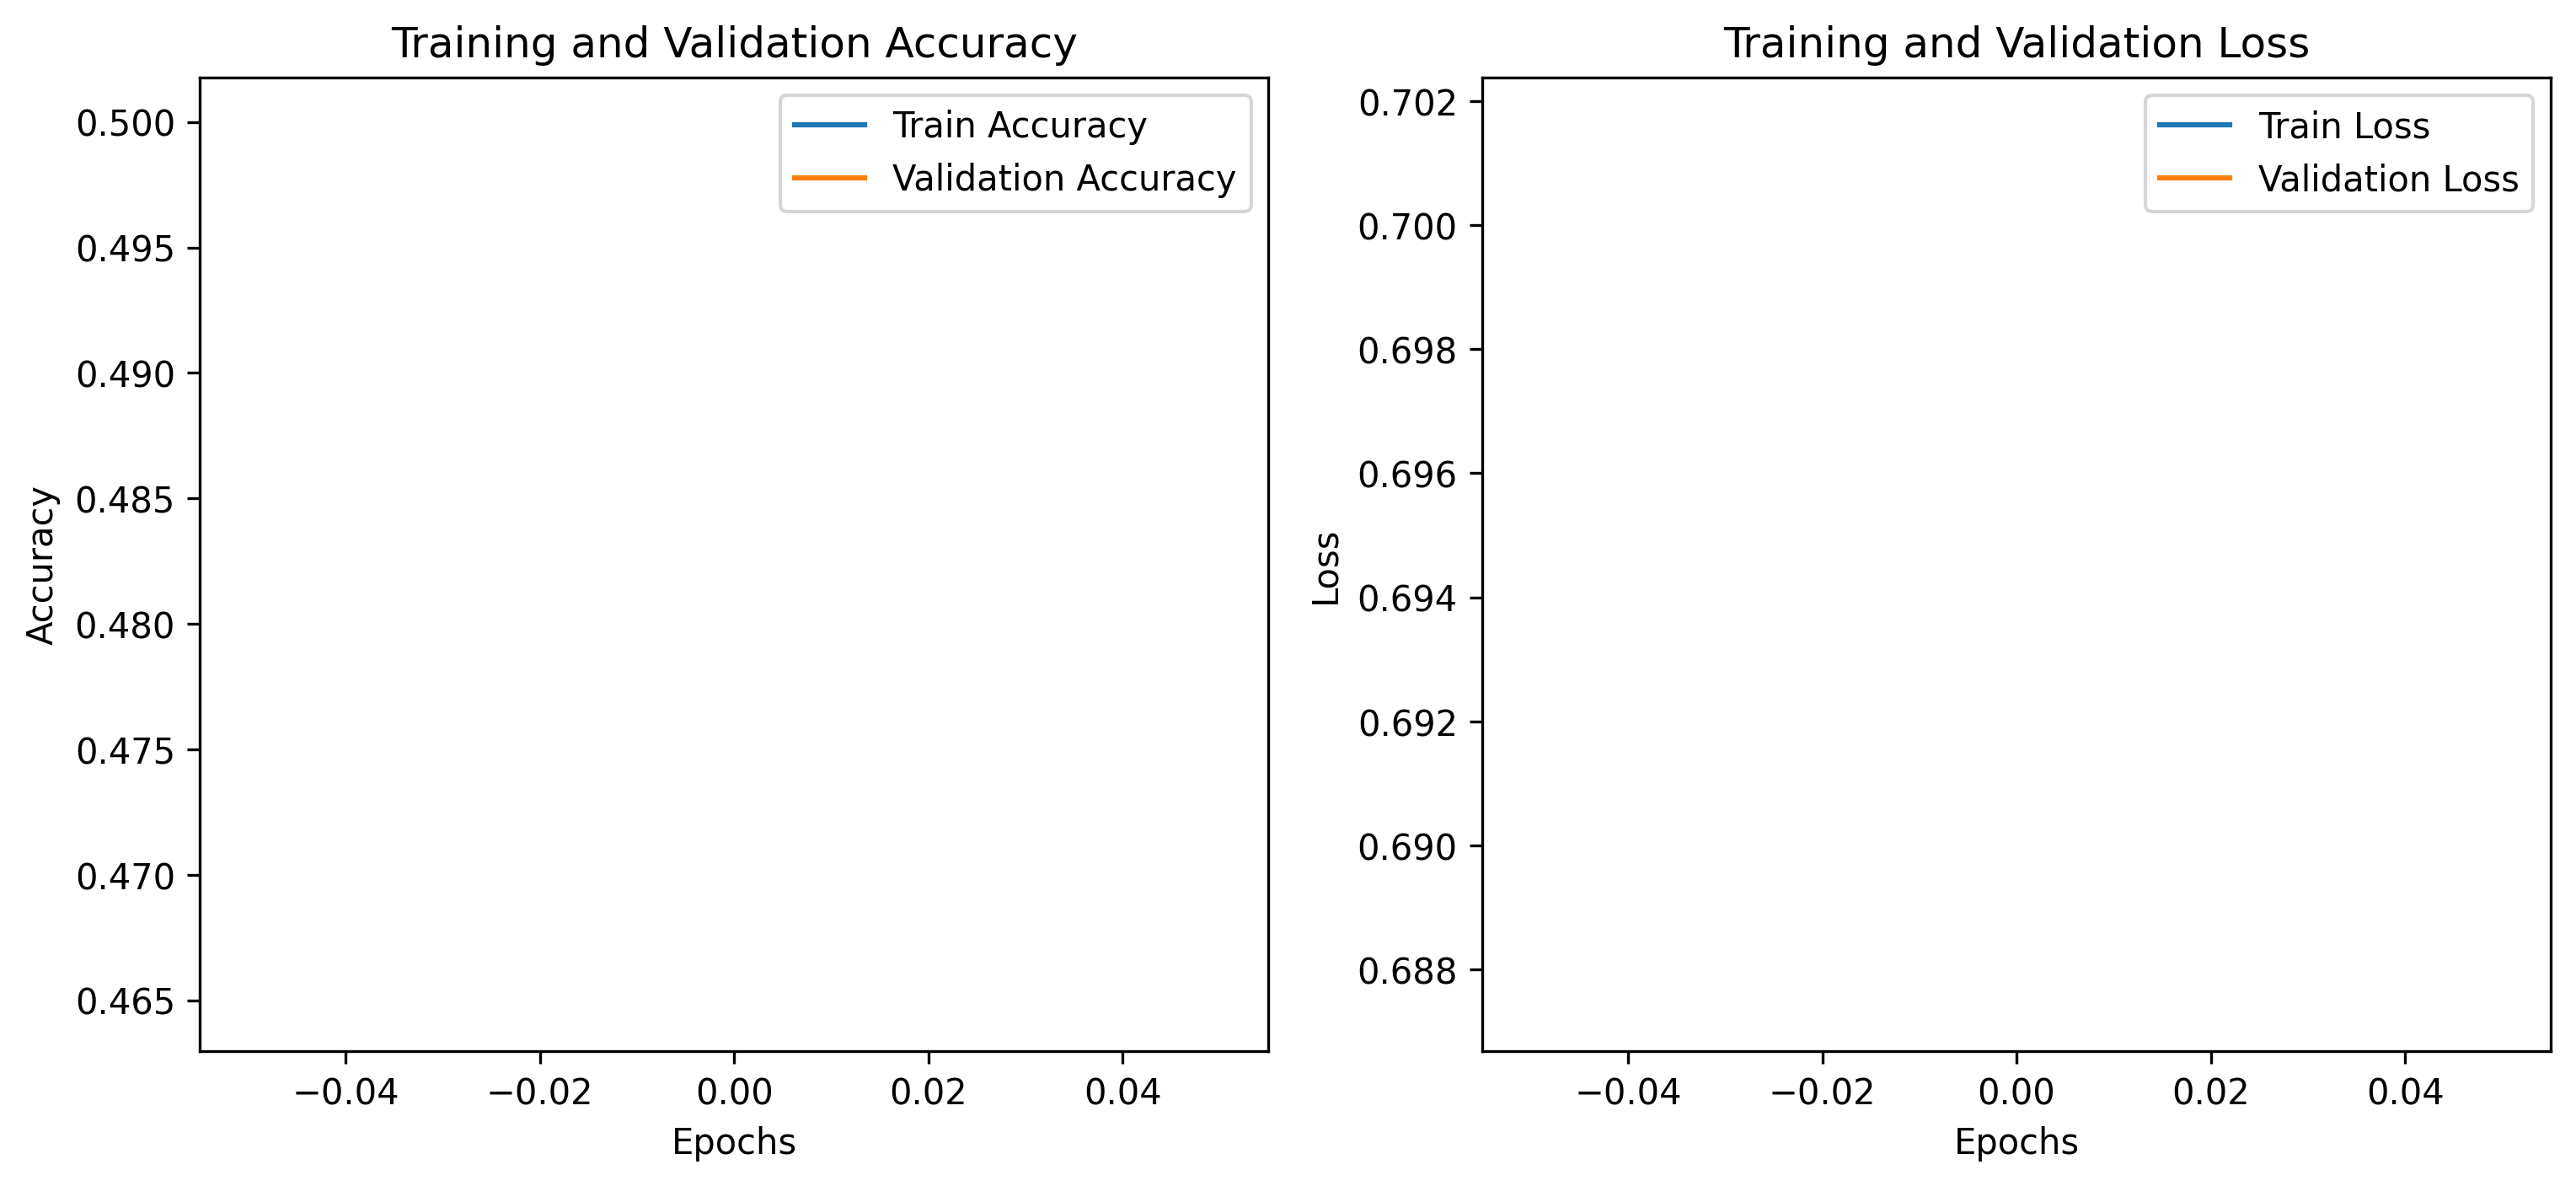 Training and Validation Accuracy
Train Accuracy
Validation Accuracy
0.500
0.495
0.490
0.485
0.480
0.475
0.470
0.465
Accuracy
−0.04 −0.02 0.00 0.02 0.04
Epochs
Training and Validation Loss
Train Loss
Validation Loss
0.702
0.700
0.698
0.696
0.694
0.692
0.690
0.688
Loss
−0.04 −0.02 0.00 0.02 0.04
Epochs